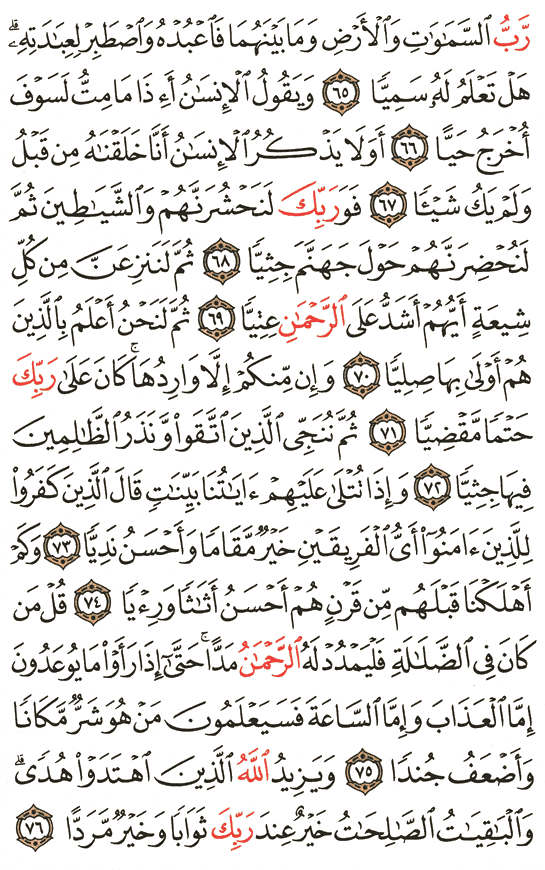 رَبُّ ٱلسَّمَٰوَٰتِ وَٱلْأَرْضِ وَمَا بَيْنَهُمَا فَٱعْبُدْهُ وَٱصْطَبِرْ لِعِبَٰدَتِهِۦۚ
هَلْ تَعْلَمُ لَهُۥ سَمِيًّا ٦٥ وَيَقُولُ ٱلْإِنسَٰنُ أَءِذَا مَا مِتُّ لَسَوْفَ
أُخْرَجُ حَيًّا ٦٦ أَوَلَا يَذْكُرُ ٱلْإِنسَٰنُ أَنَّا خَلَقْنَٰهُ مِن قَبْلُ
وَلَمْ يَكُ شَيْـًٔا ٦٧ فَوَرَبِّكَ لَنَحْشُرَنَّهُمْ وَٱلشَّيَٰطِينَ ثُمَّ
لَنُحْضِرَنَّهُمْ حَوْلَ جَهَنَّمَ جِثِيًّا ٦٨ ثُمَّ لَنَنزِعَنَّ مِن كُلِّ
شِيعَةٍ أَيُّهُمْ أَشَدُّ عَلَى ٱلرَّحْمَٰنِ عِتِيًّا ٦٩ ثُمَّ لَنَحْنُ أَعْلَمُ بِٱلَّذِينَ
هُمْ أَوْلَىٰ بِهَا صِلِيًّا ٧٠ وَإِن مِّنكُمْ إِلَّا وَارِدُهَاۚ كَانَ عَلَىٰ رَبِّكَ
حَتْمًا مَّقْضِيًّا ٧١ ثُمَّ نُنَجِّى ٱلَّذِينَ ٱتَّقَوا۟ وَّنَذَرُ ٱلظَّٰلِمِينَ
فِيهَا جِثِيًّا ٧٢ وَإِذَا تُتْلَىٰ عَلَيْهِمْ ءَايَٰتُنَا بَيِّنَٰتٍ قَالَ ٱلَّذِينَ كَفَرُوا۟
لِلَّذِينَ ءَامَنُوٓا۟ أَىُّ ٱلْفَرِيقَيْنِ خَيْرٌ مَّقَامًا وَأَحْسَنُ نَدِيًّا ٧٣ وَكَمْ
أَهْلَكْنَا قَبْلَهُم مِّن قَرْنٍ هُمْ أَحْسَنُ أَثَٰثًا وَرِءْيًا ٧٤ قُلْ مَن
كَانَ فِى ٱلضَّلَٰلَةِ فَلْيَمْدُدْ لَهُ ٱلرَّحْمَٰنُ مَدًّاۚ حَتَّىٰٓ إِذَا رَأَوْا۟ مَا يُوعَدُونَ
إِمَّا ٱلْعَذَابَ وَإِمَّا ٱلسَّاعَةَ فَسَيَعْلَمُونَ مَنْ هُوَ شَرٌّ مَّكَانًا
وَأَضْعَفُ جُندًا ٧٥ وَيَزِيدُ ٱللَّهُ ٱلَّذِينَ ٱهْتَدَوْا۟ هُدًىۗ
وَٱلْبَٰقِيَٰتُ ٱلصَّٰلِحَٰتُ خَيْرٌ عِندَ رَبِّكَ ثَوَابًا وَخَيْرٌ مَّرَدًّا ٧٦